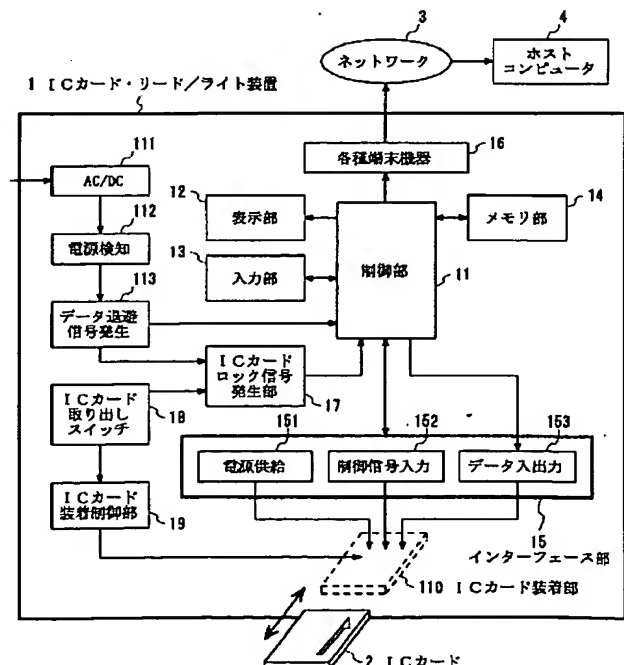 3
4
ネットワーク
ホスト
コンピュータ
1 ICカード・リード/ライト装置
111
AC/DC
16
各種端末機器
112
電源検知
12
表示部
14
メモリ部
制御部
11
113
13
入力部
データ退避
信号発生
ICカード
ロック信号
発生部
17
ICカード
取り出し
スイッチ
18
151
152
153
電源供給
制御信号入力
データ入出力
ICカード
装着制御部
19
15
インターフェース部
110 ICカード装着部
2 ICカード